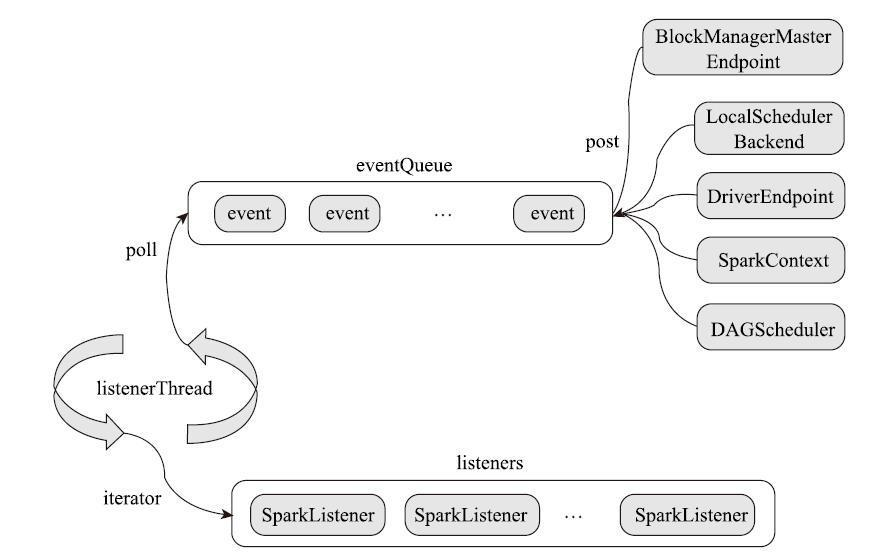 BlockManagerMaster
Endpoint
LocalScheduler
Backend
post
eventQueue
event event … event
DriverEndpoint
poll
SparkContext
DAGScheduler
listenerThread
listeners
iterator
SparkListener SparkListener … SparkListener